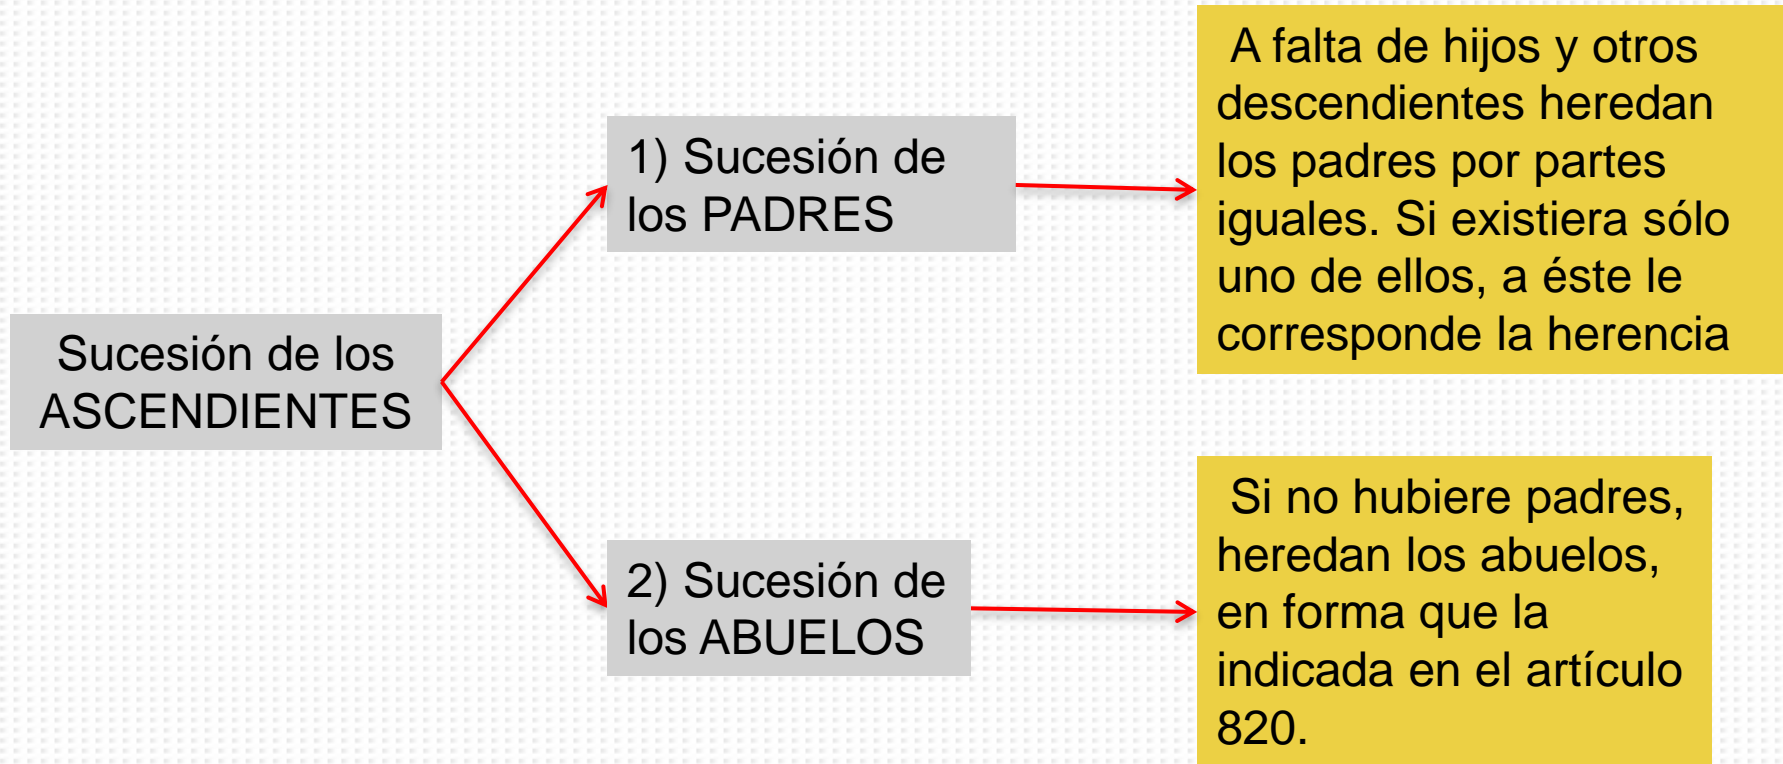 Sucesión de los
ASCENDIENTES
1) Sucesión de
los PADRES
A falta de hijos y otros
descendientes heredan
los padres por partes
iguales. Si existiera sólo
uno de ellos, a éste le
corresponde la herencia
2) Sucesión de
los ABUELOS
Si no hubiere padres,
heredan los abuelos,
en forma que la
indicada en el artículo
820.